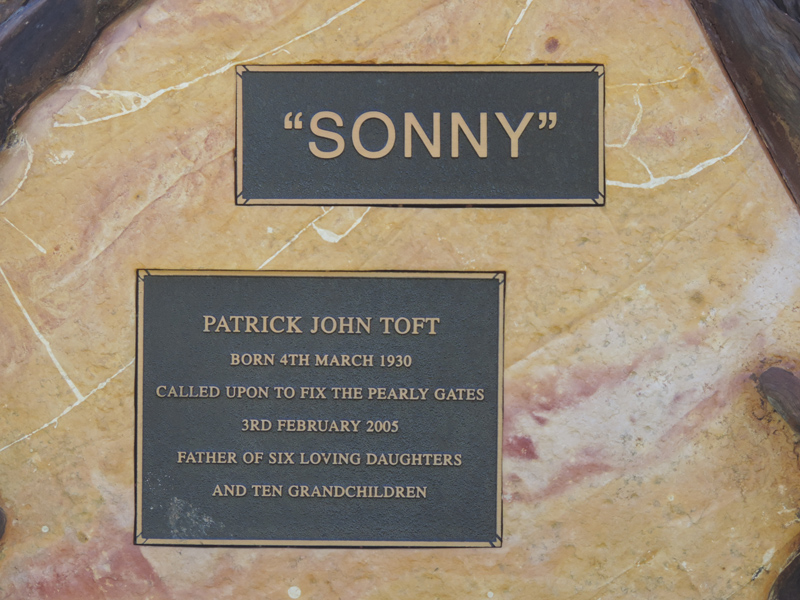 “SONNY”
PATRICK JOHN TOFT
BORN 4TH MARCH 1930
CALLED UPON TO FIX THE PEARLY GATES
3RD FEBRUARY 2005
FATHER OF SIX LOVING DAUGHTERS
AND TEN GRANDCHILDREN